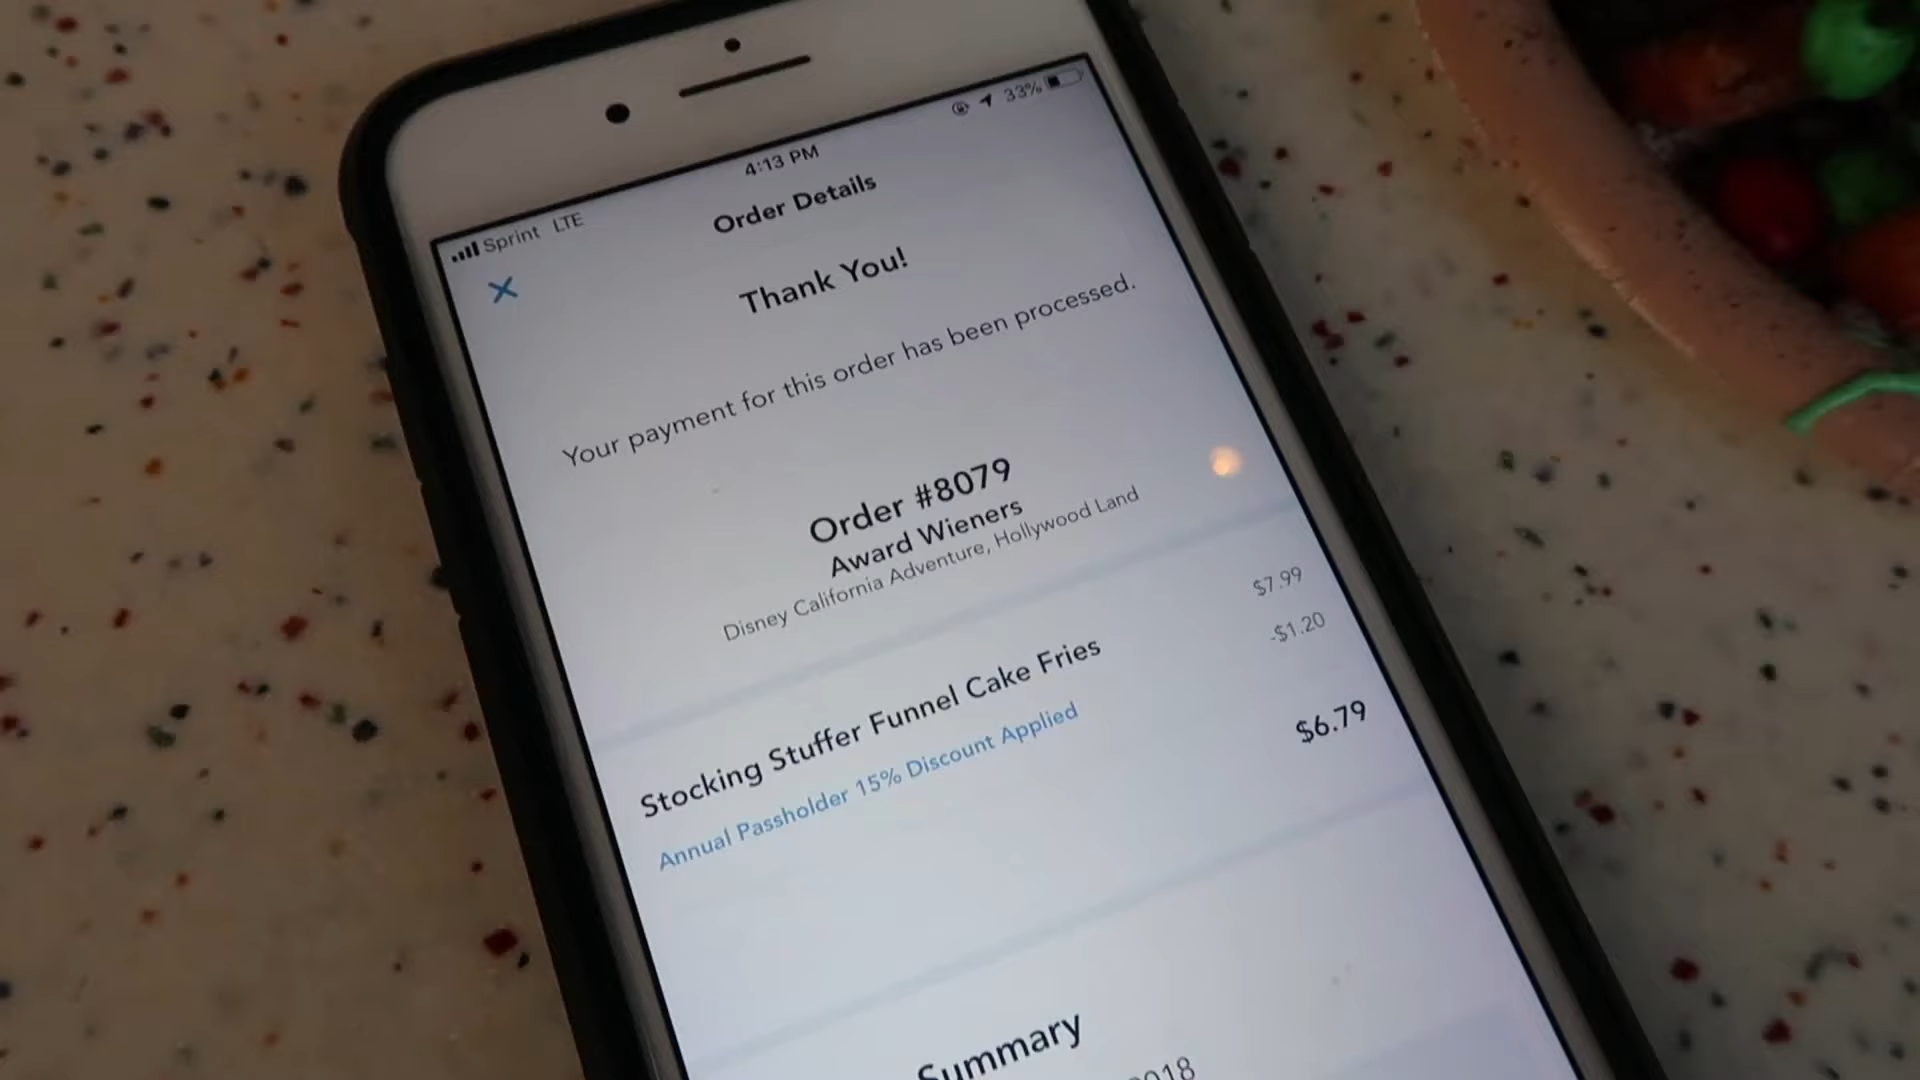 Sprint LTE
4:13 PM
33%
Order Details
Thank You!
Your payment for this order has been processed.
Order #8079
Award Wieners
Disney California Adventure, Hollywood Land
Stocking Stuffer Funnel Cake Fries
$7.99
Annual Passholder 15% Discount Applied
-$1.20
$6.79
Summary